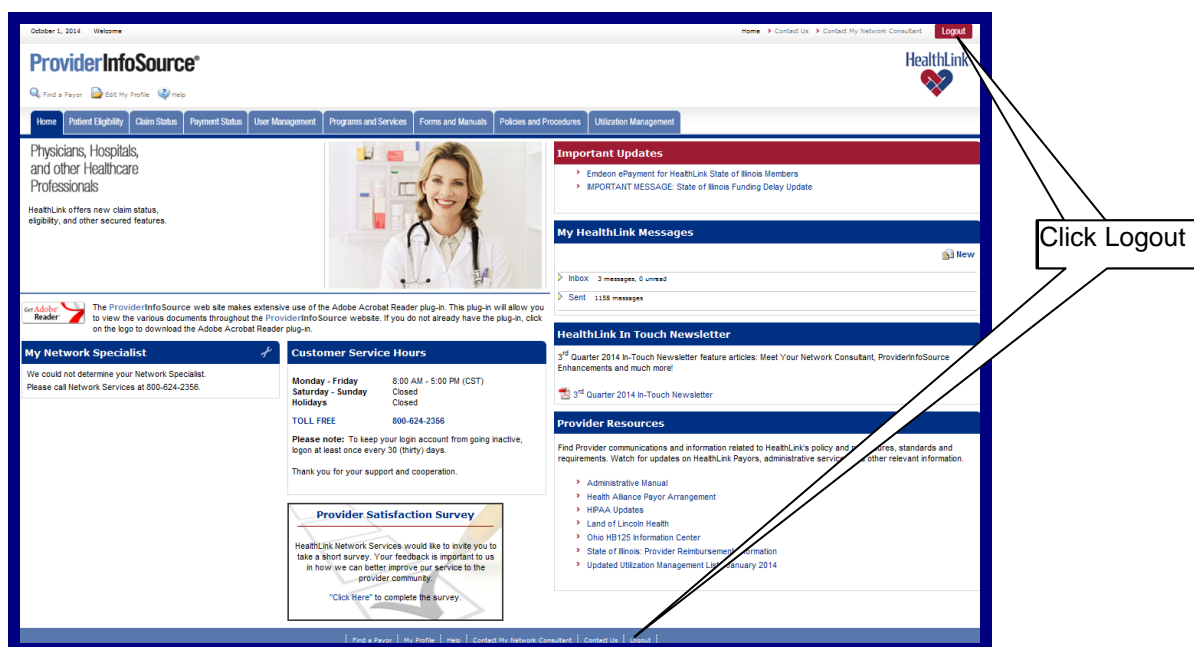 October 1, 2014 Welcome
Home > Contact Us > Contact My Network Consultant Logout
ProviderInfoSource®
HealthLink
Find a Payor Edit My Profile Help
Home Patient Eligibility Claim Status Payment Status User Management Programs and Services Forms and Manuals Policies and Procedures Utilization Management
Physicians, Hospitals,
and other Healthcare
Professionals
HealthLink offers new claim status,
eligibility, and other secured features.
Important Updates
Emdeon ePayment for HealthLink State of Illinois Members
IMPORTANT MESSAGE: State of Illinois Funding Delay Update
My HealthLink Messages
New
Inbox 3 messages, 0 unread
Sent 1158 messages
Click Logout
Get Adobe Reader
The ProviderInfoSource web site makes extensive use of the Adobe Acrobat Reader plug-in. This plug-in will allow you
to view the various documents throughout the ProviderInfoSource website. If you do not already have the plug-in, click
on the logo to download the Adobe Acrobat Reader plug-in.
HealthLink In Touch Newsletter
3rd Quarter 2014 In-Touch Newsletter feature articles: Meet Your Network Consultant, ProviderInfoSource
Enhancements and much more!
3rd Quarter 2014 In-Touch Newsletter
My Network Specialist
We could not determine your Network Specialist.
Please call Network Services at 800-624-
2356.
Customer Service Hours
Monday - Friday 8:00 AM - 5:00 PM (CST)
Saturday - Sunday Closed
Holidays Closed
TOLL FREE 800-624-2356
Please note: To keep your login account from going inactive,
logon at least once every 30 (thirty) days.
Thank you for your support and cooperation.
Provider Resources
Find Provider communications and information related to HealthLink's policy and procedures, standards and
requirements. Watch for updates on HealthLink Payors, administrative services and other relevant information.
Administrative Manual
Health Alliance Payor Arrangement
HIPAA Updates
Land of Lincoln Health
Ohio HB125 Information Center
State of Illinois: Provider Reimbursement Information
Updated Utilization Management List January 2014
Provider Satisfaction Survey
HealthLink Network Services would like to invite you to
take a short survey. Your feedback is important to us
in how we can better improve our service to the
provider community.
"Click Here" to complete the survey.
Find a Payor My Profile Help Contact My Network Consultant Contact Us Logout